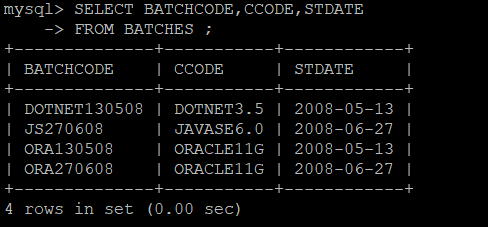 mysql> SELECT BATCHCODE,CCODE,STDATE
    -> FROM BATCHES ;
+--------------+-----------+------------+
| BATCHCODE    | CCODE     | STDATE     |
+--------------+-----------+------------+
| DOTNET130508 | DOTNET3.5 | 2008-05-13 |
| JS270608     | JAVASE6.0 | 2008-06-27 |
| ORA130508    | ORACLE11G | 2008-05-13 |
| ORA270608    | ORACLE11G | 2008-06-27 |
+--------------+-----------+------------+
4 rows in set (0.00 sec)